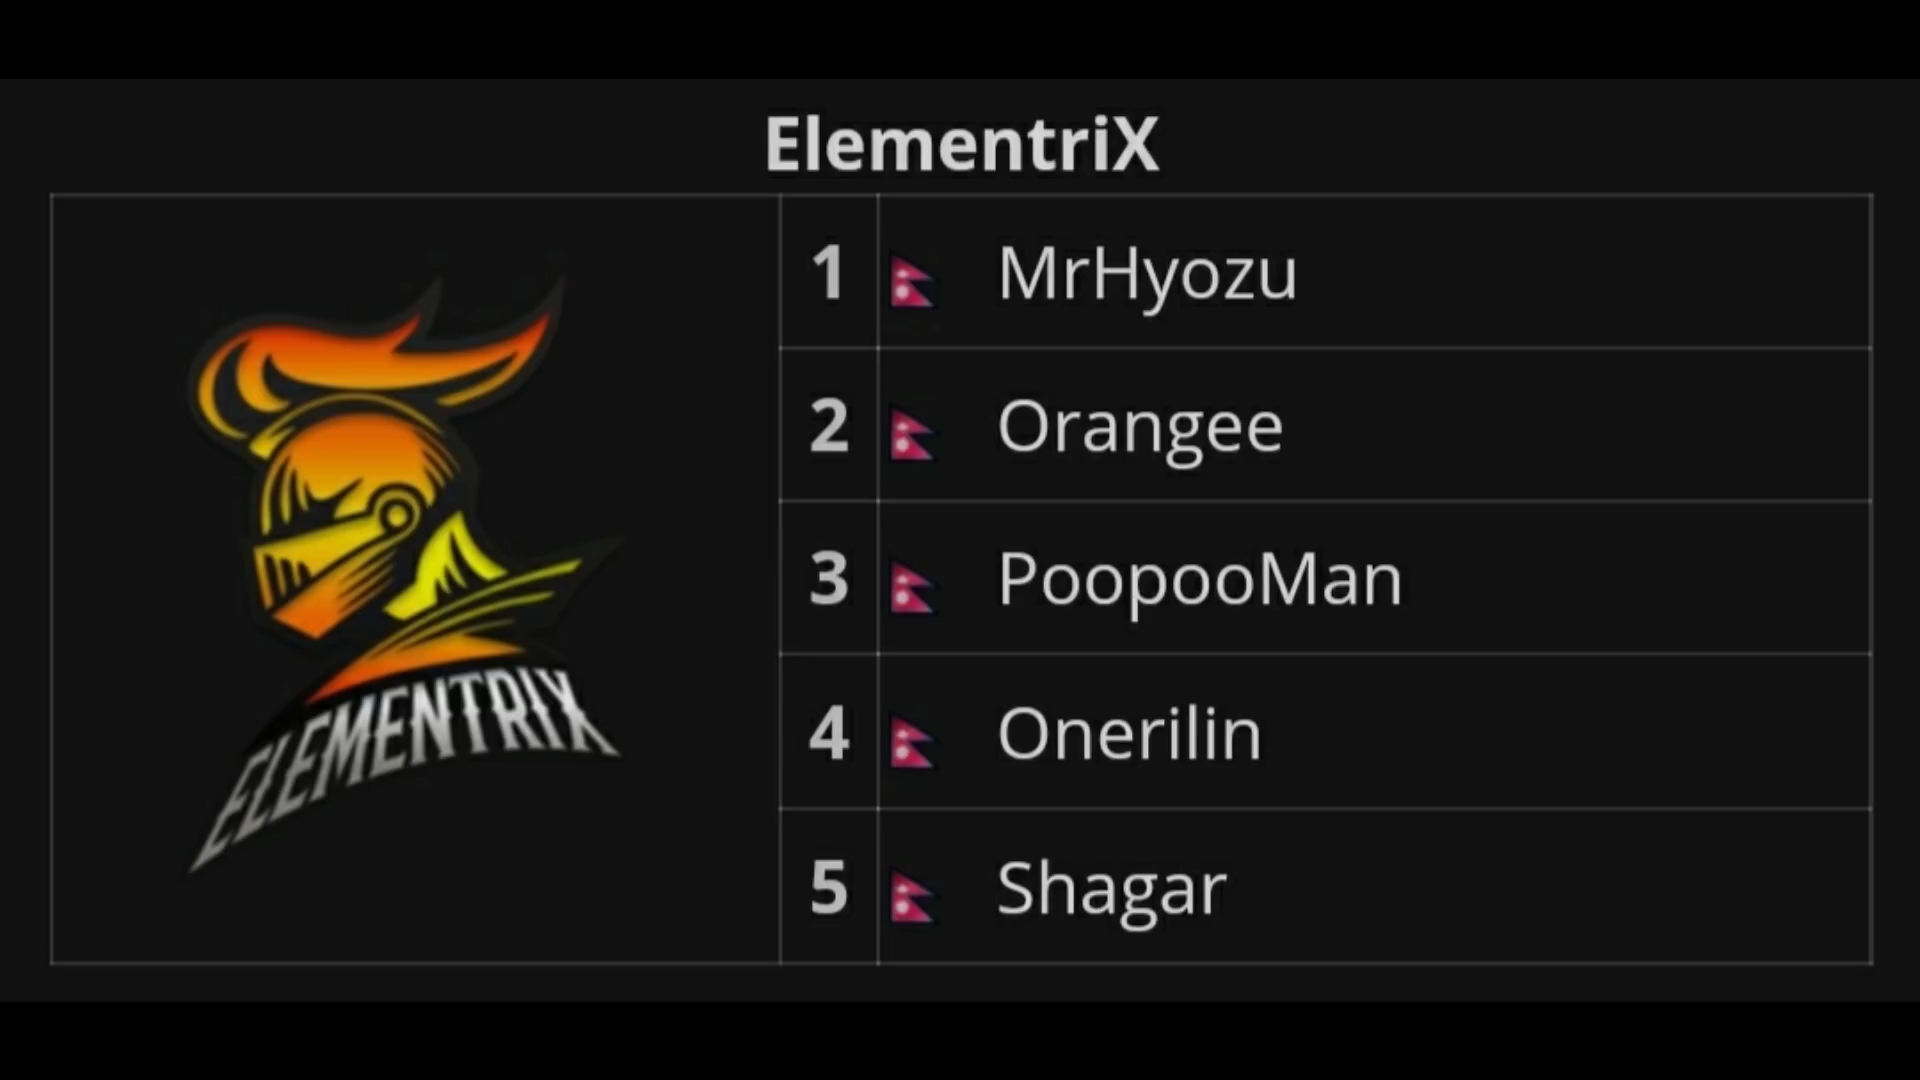 ElementriX
ELEMENTRIX
1 MrHyozu
2 Orangee
3 PoopooMan
4 Onerilin
5 Shagar